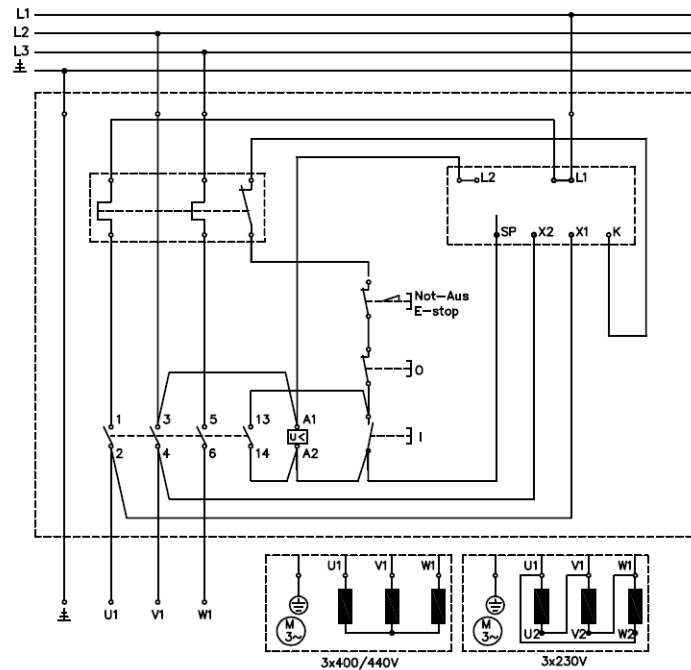 L1
L2
L3
L2 L1
SP X2 X1 K
Not-Aus
E-stop
O
1 3 5 13 A1
U<
I
2 4 6 14 A2
U1 V1 W1 U1 V1 W1
U1 V1 W1
M
3~
M
3~
U2 V2 W2
3x400/440V 3x230V